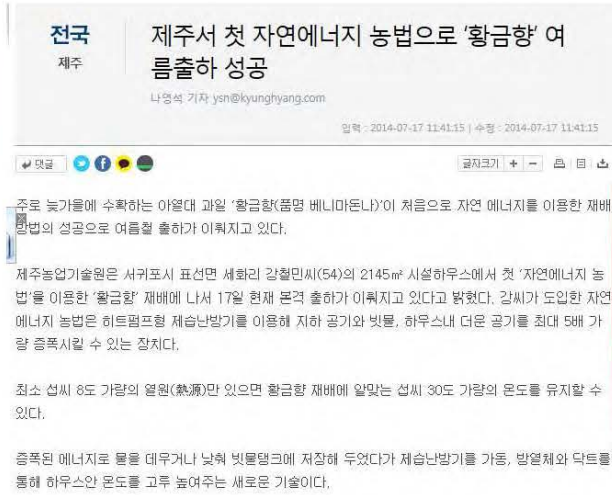 전국
제주
제주서 첫 자연에너지 농법으로 '황금향' 여
름출하 성공
나영석 기자 ysn@kyunghyang.com
입력 : 2014-07-17 11:41:15 | 수정 : 2014-07-17 11:41:15
댓글
글자크기 + -
주로 늦가을에 수확하는 아열대 과일 '황금향(품명 베니마돈나)'이 처음으로 자연 에너지를 이용한 재배
방법의 성공으로 여름철 출하가 이뤄지고 있다.
제주농업기술원은 서귀포시 표선면 세화리 강철민씨(54)의 2145㎡ 시설하우스에서 첫 '자연에너지 농
법'을 이용한 '황금향' 재배에 나서 17일 현재 본격 출하가 이뤄지고 있다고 밝혔다. 강씨가 도입한 자연
에너지 농법은 히트펌프형 제습난방기를 이용해 지하 공기와 빗물, 하우스내 더운 공기를 최대 5배 가
량 증폭시킬 수 있는 장치다.
최소 섭씨 8도 가량의 열원(熱源)만 있으면 황금향 재배에 알맞는 섭씨 30도 가량의 온도를 유지할 수
있다.
증폭된 에너지로 물을 데우거나 낮춰 빗물탱크에 저장해 두었다가 제습난방기를 가동, 방열체와 닥트를
통해 하우스안 온도를 고루 높여주는 새로운 기술이다.